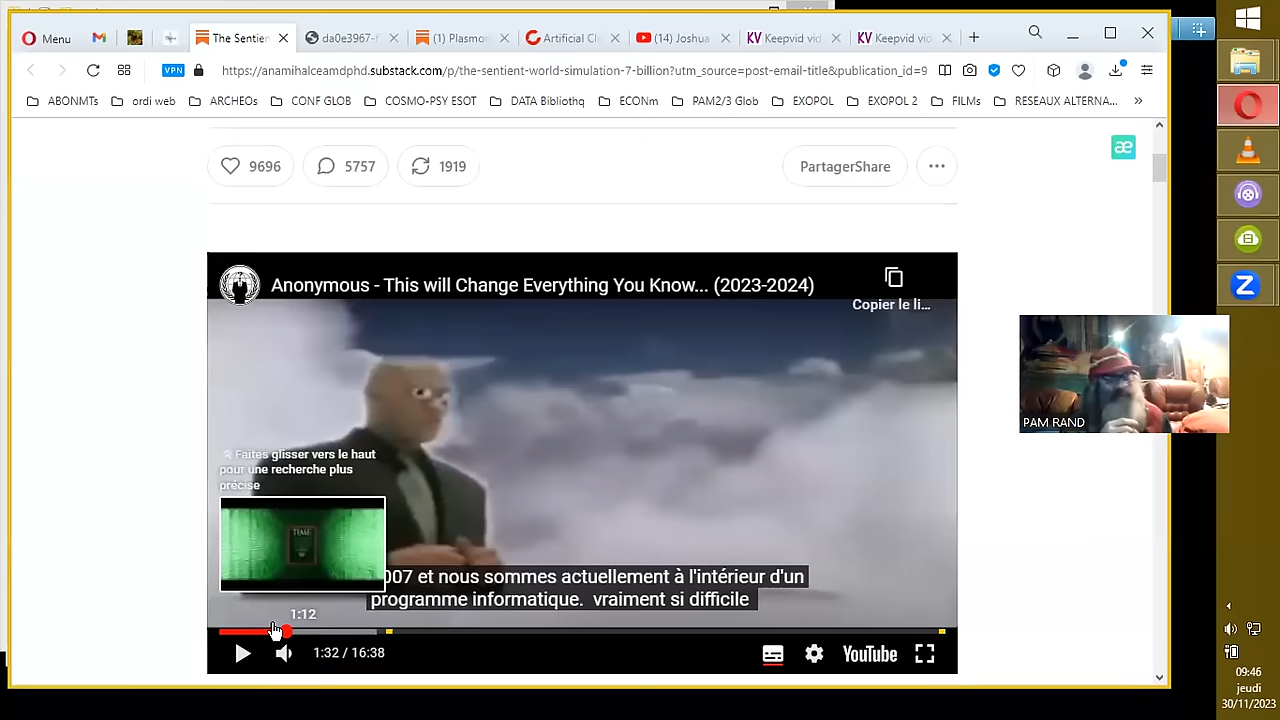 Menu
The Sentien
da0e3967-f
(1) Plasmo
Artificial Cl
(14) Joshua
Keepvid vid
Keepvid vid
VPN
https://anamihalceamdphd.substack.com/p/the-sentient-world-simulation-7-billion?utm_source=post-email-title&publication_id=9
ABONMTs
ordi web
ARCHEOs
CONF GLOB
COSMO-PSY ESOT
DATA Bibliothq
ECONm
PAM2/3 Glob
EXOPOL
EXOPOL 2
FILMs
RESEAUX ALTERNA...
æ
9696
5757
1919
PartagerShare
Anonymous - This will Change Everything You Know... (2023-2024)
Copier le li...
Faites glisser vers le haut
pour une recherche plus
précise
TIME
007 et nous sommes actuellement à l'intérieur d'un
programme informatique. vraiment si difficile
1:12
1:32 / 16:38
YouTube
PAM RAND
Z
09:46
jeudi
30/11/2023